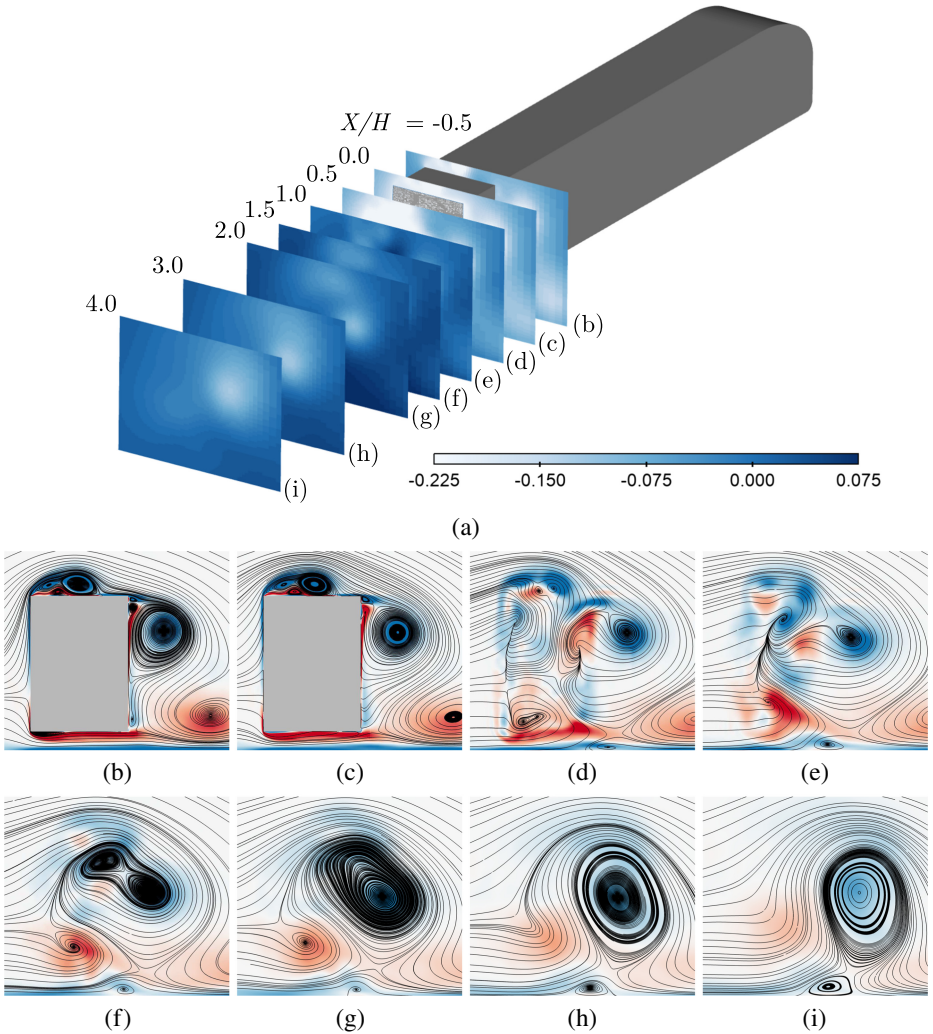 X/H = -0.5
0.0
0.5
1.0
1.5
2.0
3.0
4.0
(b)
(c)
(d)
(e)
(f)
(g)
(h)
(i)
-0.225 -0.150 -0.075 0.000 0.075
(a)
(b) (c) (d) (e)
(f) (g) (h) (i)